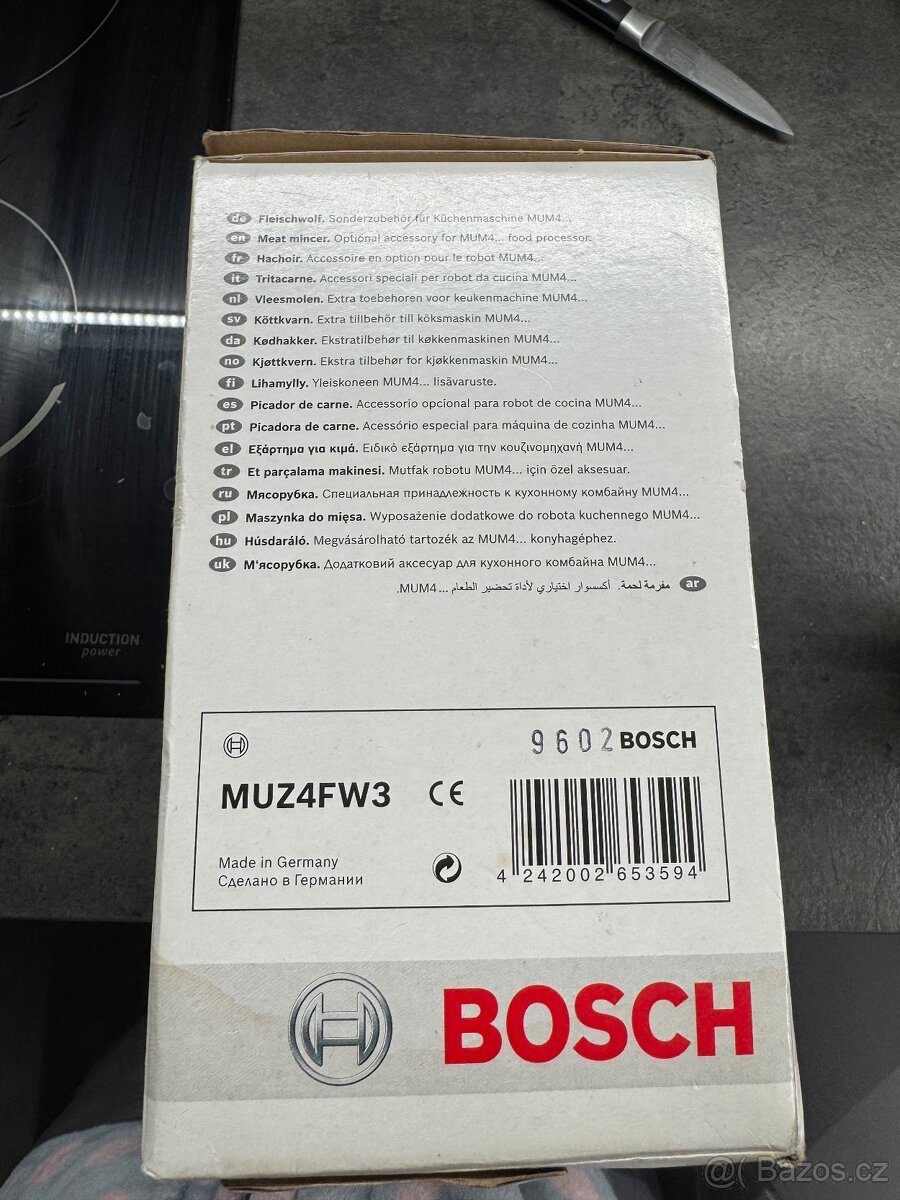 de Fleischwolf. Sonderzubehör für Küchenmaschine MUM4...
en Meat mincer. Optional accessory for MUM4... food processor.
fr Hachoir. Accessoire en option pour le robot MUM4...
it Tritacarne. Accessori speciali per robot da cucina MUM4...
nl Vleesmolen. Extra toebehoren voor keukenmachine MUM4...
sv Köttkvarn. Extra tillbehör till köksmaskin MUM4...
da Kødhakker. Ekstratilbehør til køkkenmaskinen MUM4...
no Kjøttkvern. Ekstra tilbehør for kjøkkenmaskin MUM4...
fi Lihamylly. Yleiskoneen MUM4... lisävaruste.
es Picador de carne. Accessorio opcional para robot de cocina MUM4...
pt Picadora de carne. Acessório especial para máquina de cozinha MUM4...
el Εξάρτημα για κιμά. Ειδικό εξάρτημα για την κουζινομηχανή MUM4...
tr Et parçalama makinesi. Mutfak robotu MUM4... için özel aksesuar.
ru Мясорубка. Специальная принадлежность к кухонному комбайну MUM4...
pl Maszynka do mięsa. Wyposażenie dodatkowe do robota kuchennego MUM4...
hu Húsdaráló. Megvásárolható tartozék az MUM4... konyhagéphez.
uk М'ясорубка. Додатковий аксесуар для кухонного комбайна MUM4...
ar مفرمة لحمة. أكسسوار اختياري لأداة تحضير الطعام MUM4...
INDUCTION
power
9602 BOSCH
MUZ4FW3 CE
Made in Germany
Сделано в Германии
4 242002 653594
BOSCH
@( Bazos.cz